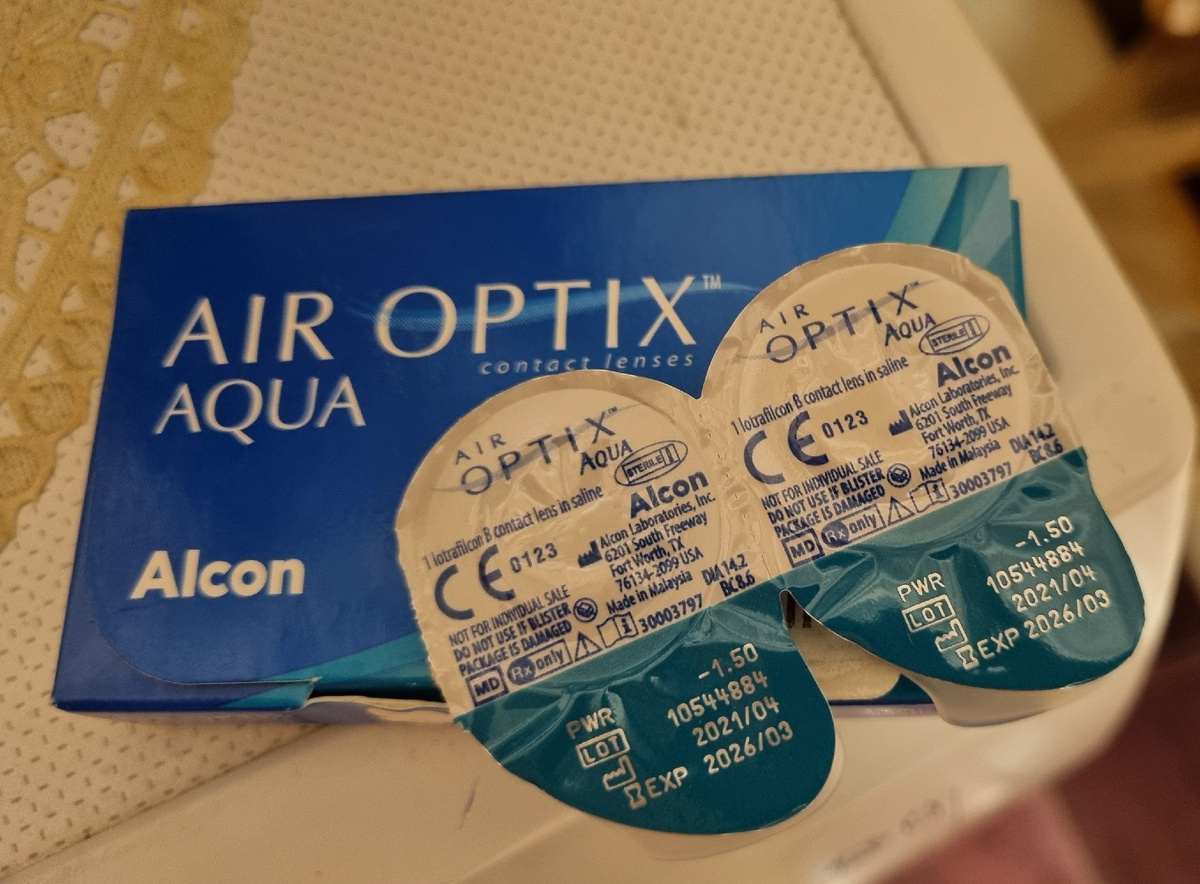 AIR OPTIX™
contact lenses
AQUA
Alcon
AIR
OPTIX™
AQUA
STERILE
1 lotrafilcon B contact lens in saline
Alcon
CE 0123
Alcon Laboratories, Inc.
6201 South Freeway
Fort Worth, TX
76134-2099 USA
Made in Malaysia
NOT FOR INDIVIDUAL SALE
DO NOT USE IF BLISTER
PACKAGE IS DAMAGED
MD Rx only 30003797
DIA 14.2
BC 8.6
PWR -1.50
LOT 10544884
2021/04
EXP 2026/03
AIR
OPTIX™
AQUA
STERILE
1 lotrafilcon B contact lens in saline
Alcon
CE 0123
Alcon Laboratories, Inc.
6201 South Freeway
Fort Worth, TX
76134-2099 USA
Made in Malaysia
NOT FOR INDIVIDUAL SALE
DO NOT USE IF BLISTER
PACKAGE IS DAMAGED
MD Rx only 30003797
DIA 14.2
BC 8.6
PWR -1.50
LOT 10544884
2021/04
EXP 2026/03